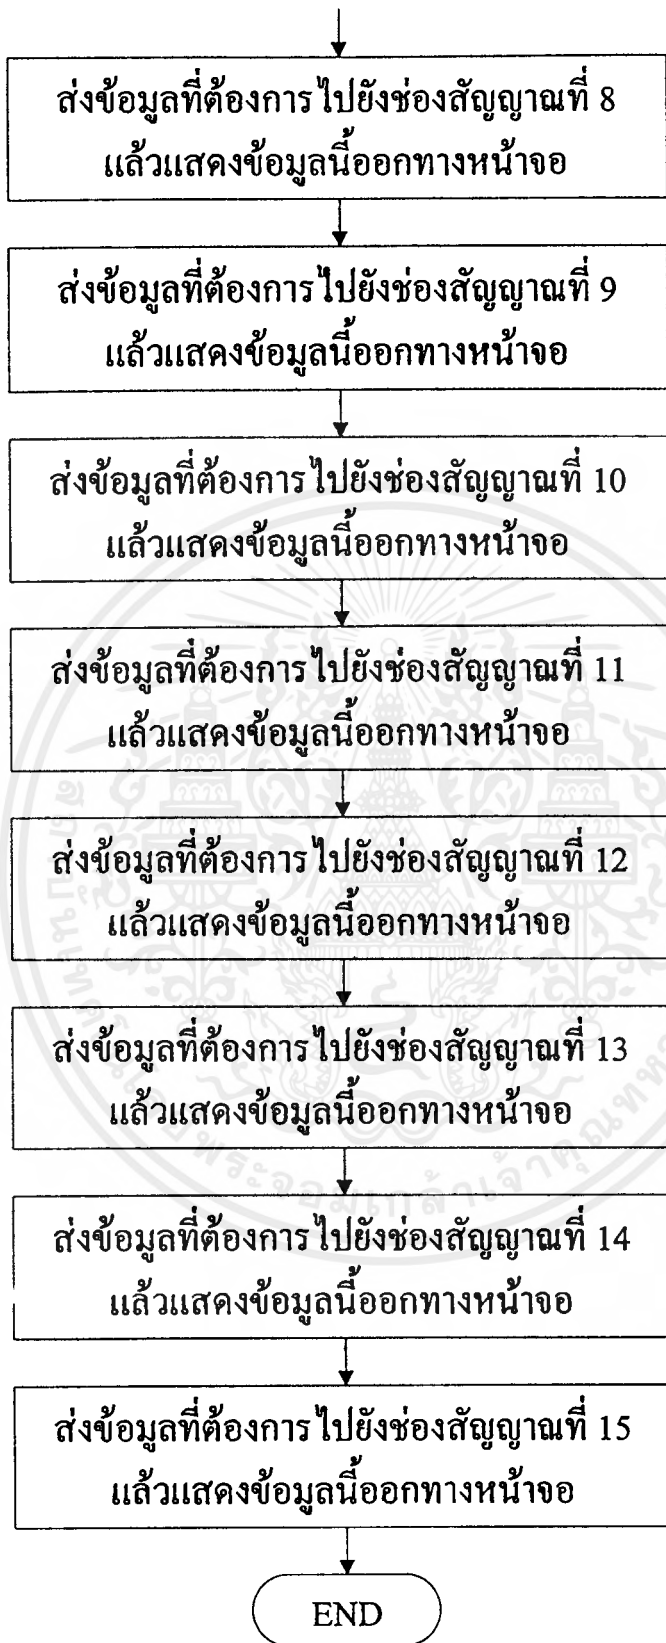 ส่งข้อมูลที่ต้องการ ไปยังช่องสัญญาณที่ 8
แล้วแสดงข้อมูลนี้ออกทางหน้าจอ
ส่งข้อมูลที่ต้องการ ไปยังช่องสัญญาณที่ 9
แล้วแสดงข้อมูลนี้ออกทางหน้าจอ
ส่งข้อมูลที่ต้องการ ไปยังช่องสัญญาณที่ 10
แล้วแสดงข้อมูลนี้ออกทางหน้าจอ
ส่งข้อมูลที่ต้องการ ไปยังช่องสัญญาณที่ 11
แล้วแสดงข้อมูลนี้ออกทางหน้าจอ
ส่งข้อมูลที่ต้องการ ไปยังช่องสัญญาณที่ 12
แล้วแสดงข้อมูลนี้ออกทางหน้าจอ
ส่งข้อมูลที่ต้องการ ไปยังช่องสัญญาณที่ 13
แล้วแสดงข้อมูลนี้ออกทางหน้าจอ
พระจอมเกล้าเจ้าคุณทหาร
ส่งข้อมูลที่ต้องการ ไปยังช่องสัญญาณที่ 14
แล้วแสดงข้อมูลนี้ออกทางหน้าจอ
ส่งข้อมูลที่ต้องการ ไปยังช่องสัญญาณที่ 15
แล้วแสดงข้อมูลนี้ออกทางหน้าจอ
END